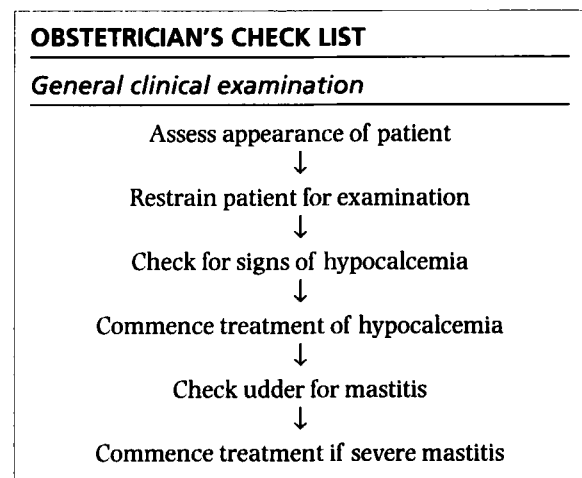 OBSTETRICIAN'S CHECK LIST
General clinical examination
Assess appearance of patient
↓
Restrain patient for examination
↓
Check for signs of hypocalcemia
↓
Commence treatment of hypocalcemia
↓
Check udder for mastitis
↓
Commence treatment if severe mastitis